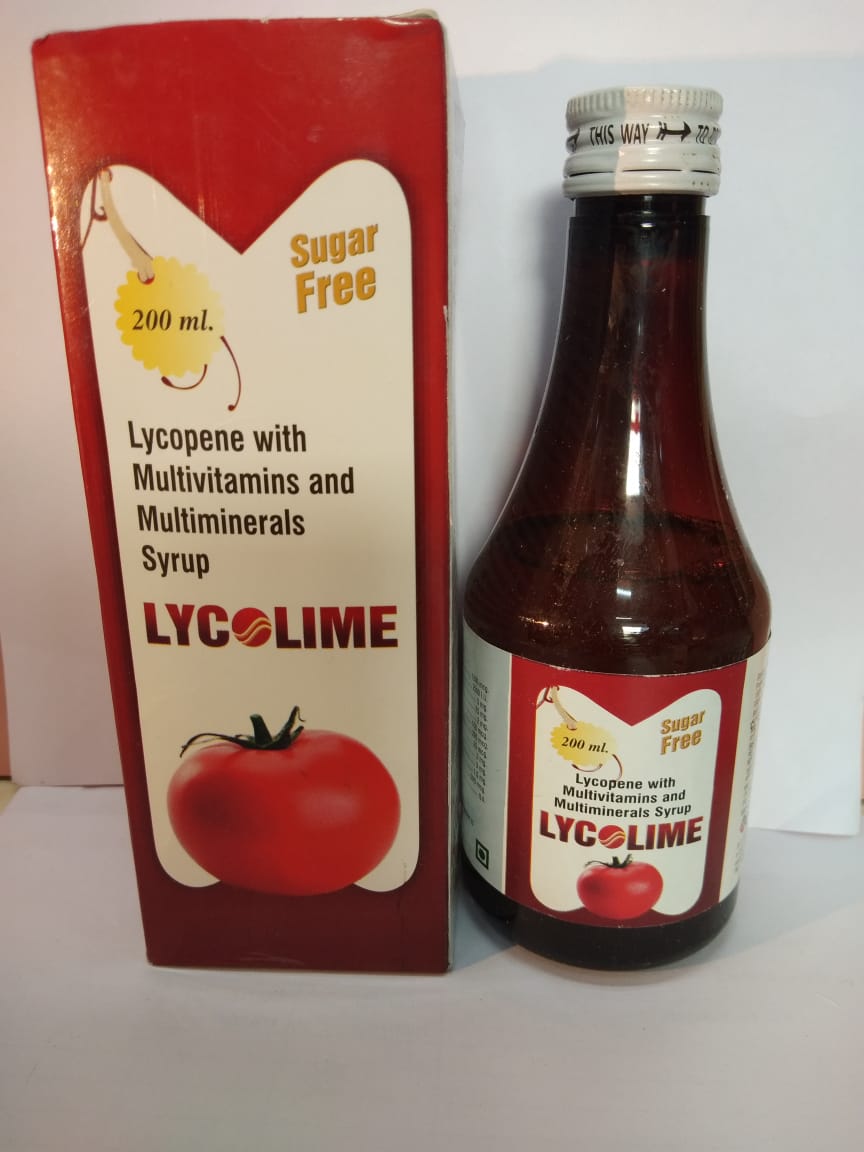 Sugar
Free
200 ml.
Lycopene with
Multivitamins and
Multiminerals
Syrup
LYCOLIME
THIS WAY
Sugar
Free
200 ml.
Lycopene with
Multivitamins and
Multiminerals Syrup
LYCOLIME